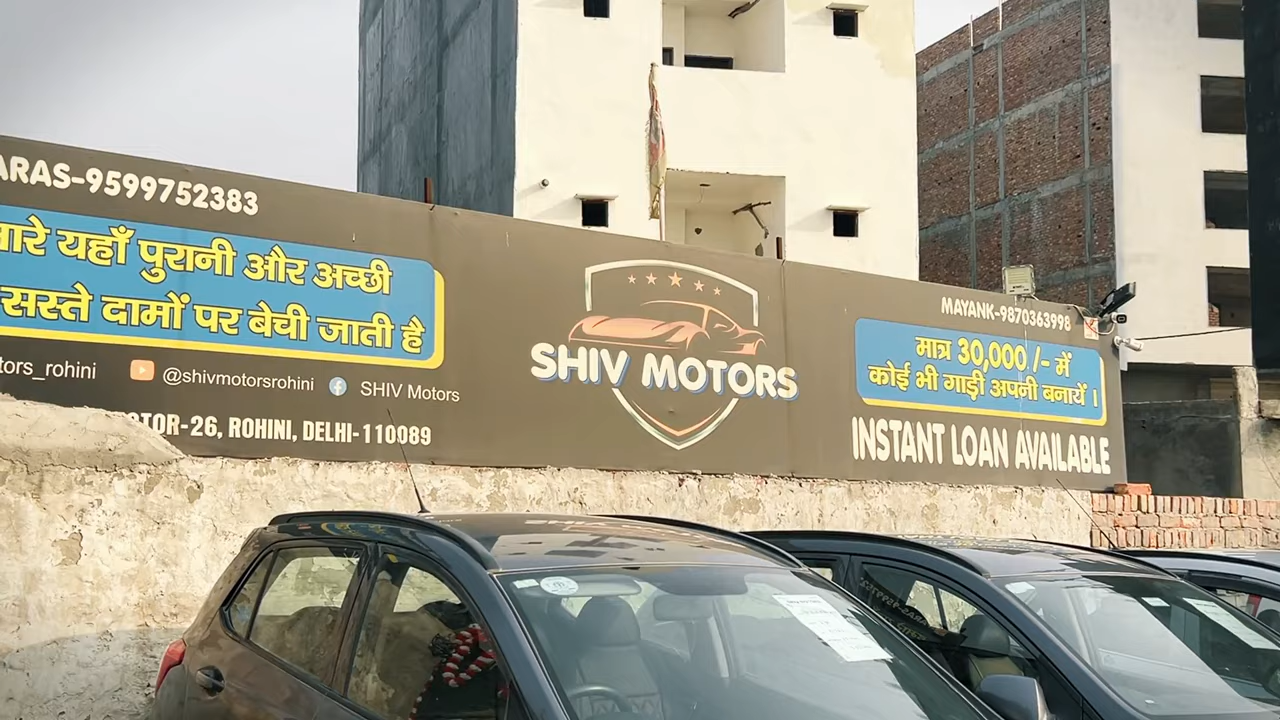 ARAS-9599752383
यहाँ पुरानी और अच्छी
सस्ते दामों पर बेची जाती है
tors_rohini @shivmotorsrohini SHIV Motors
TOR-26, ROHINI, DELHI-110089
SHIV MOTORS
MAYANK-9870363998
मात्र 30,000 /- में
कोई भी गाड़ी अपनी बनायें ।
INSTANT LOAN AVAILABLE